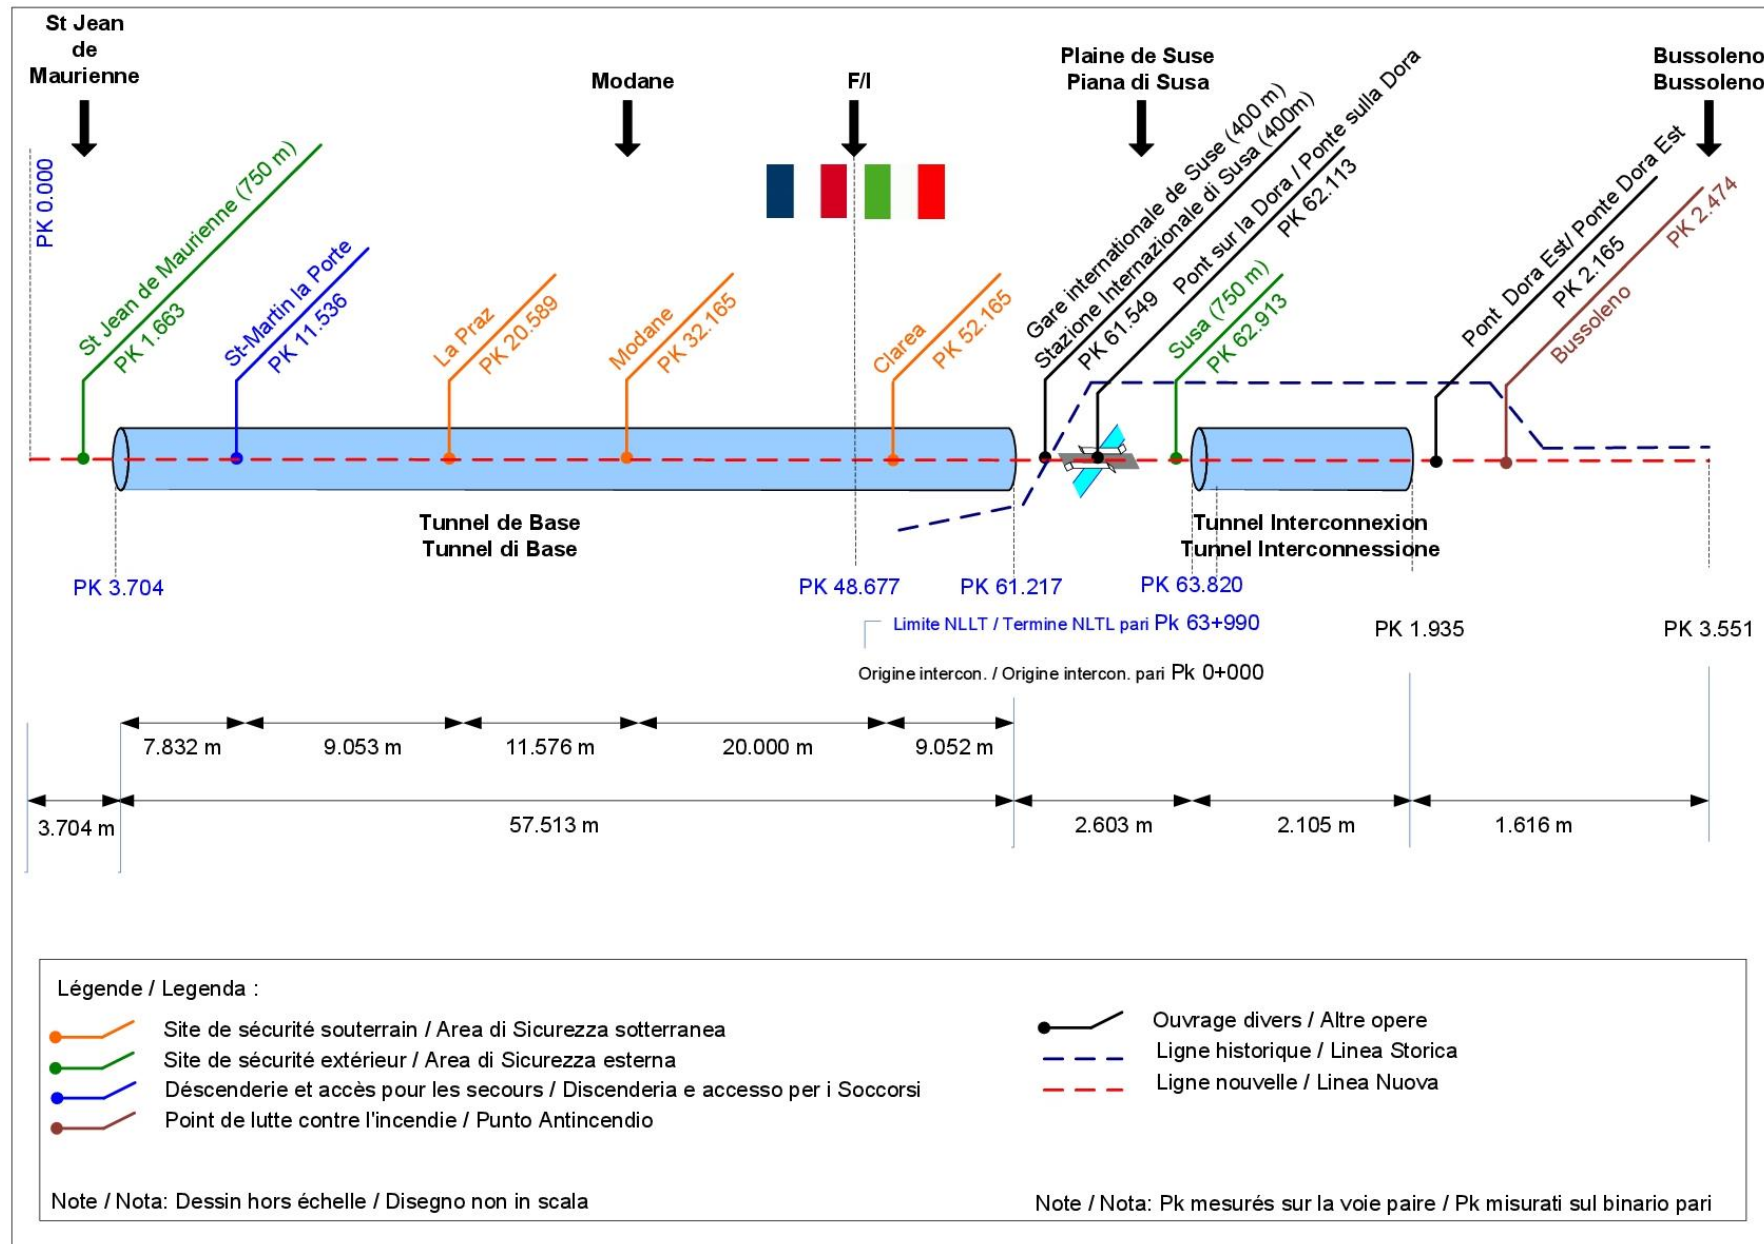 St Jean
de
Maurienne
Modane
F/I
Plaine de Suse
Piana di Susa
Bussoleno
Bussoleno
PK 0.000
St Jean de Maurienne (750 m)
PK 1.663
St-Martin la Porte
PK 11.536
La Praz
PK 20.589
Modane
PK 32.165
Clarea
PK 52.165
Gare internationale de Suse (400 m)
Stazione Internazionale di Susa (400m)
PK 61.549
Pont sur la Dora / Ponte sulla Dora
PK 62.113
Susa (750 m)
PK 62.913
Pont Dora Est/ Ponte Dora Est
PK 2.165
Bussoleno
PK 2.474
Tunnel de Base
Tunnel di Base
Tunnel Interconnexion
Tunnel Interconnessione
PK 3.704
PK 48.677
PK 61.217
PK 63.820
Limite NLLT / Termine NLTL pari Pk 63+990
PK 1.935
PK 3.551
Origine intercon. / Origine intercon. pari Pk 0+000
7.832 m
9.053 m
11.576 m
20.000 m
9.052 m
3.704 m
57.513 m
2.603 m
2.105 m
1.616 m
Légende / Legenda :
Site de sécurité souterrain / Area di Sicurezza sotterranea
Site de sécurité extérieur / Area di Sicurezza esterna
Déscenderie et accès pour les secours / Discenderia e accesso per i Soccorsi
Point de lutte contre l'incendie / Punto Antincendio
Ouvrage divers / Altre opere
Ligne historique / Linea Storica
Ligne nouvelle / Linea Nuova
Note / Nota: Dessin hors échelle / Disegno non in scala
Note / Nota: Pk mesurés sur la voie paire / Pk misurati sul binario pari